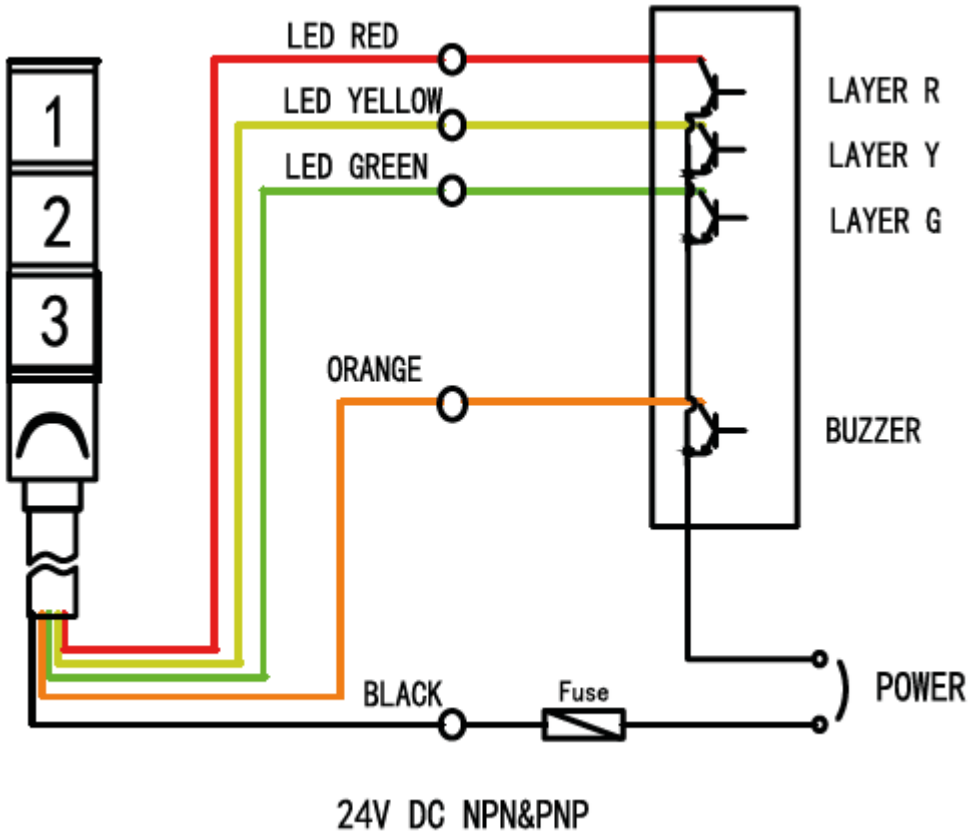 LED RED
1
LAYER R
LED YELLOW
LAYER Y
LED GREEN
2
LAYER G
3
ORANGE
BUZZER
BLACK
Fuse
POWER
24V DC NPN&PNP